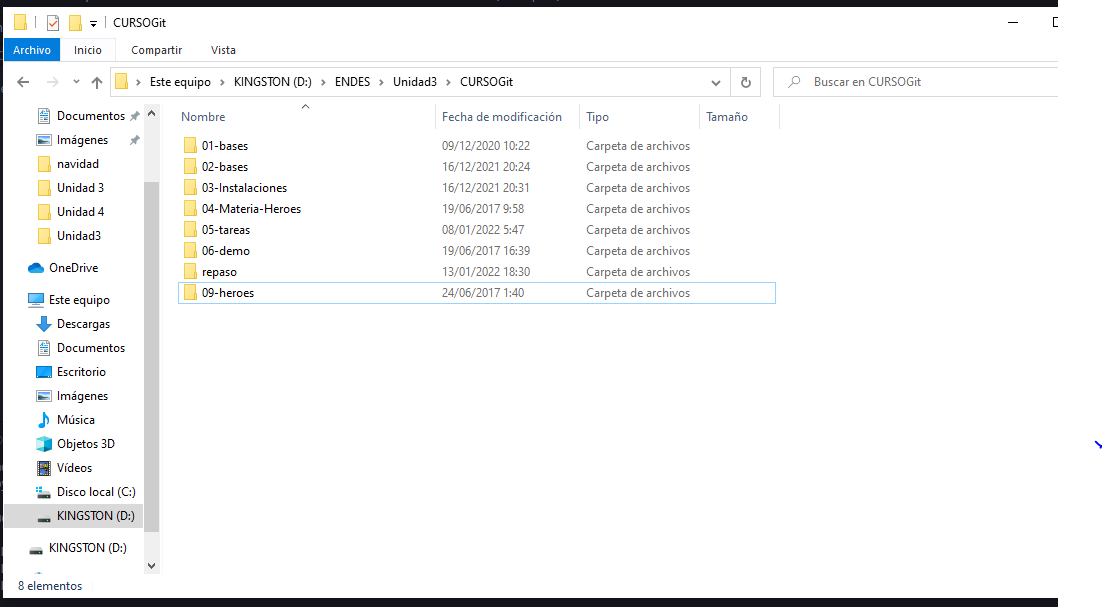 CURSOGit
Archivo Inicio Compartir Vista
Este equipo > KINGSTON (D:) > ENDES > Unidad3 > CURSOGit
Buscar en CURSOGit
Documentos
Imágenes
navidad
Unidad 3
Unidad 4
Unidad3
OneDrive
Este equipo
Descargas
Documentos
Escritorio
Imágenes
Música
Objetos 3D
Vídeos
Disco local (C:)
KINGSTON (D:)
KINGSTON (D:)
Nombre Fecha de modificación Tipo Tamaño
01-bases 09/12/2020 10:22 Carpeta de archivos
02-bases 16/12/2021 20:24 Carpeta de archivos
03-Instalaciones 16/12/2021 20:31 Carpeta de archivos
04-Materia-Heroes 19/06/2017 9:58 Carpeta de archivos
05-tareas 08/01/2022 5:47 Carpeta de archivos
06-demo 19/06/2017 16:39 Carpeta de archivos
repaso 13/01/2022 18:30 Carpeta de archivos
09-heroes 24/06/2017 1:40 Carpeta de archivos
8 elementos